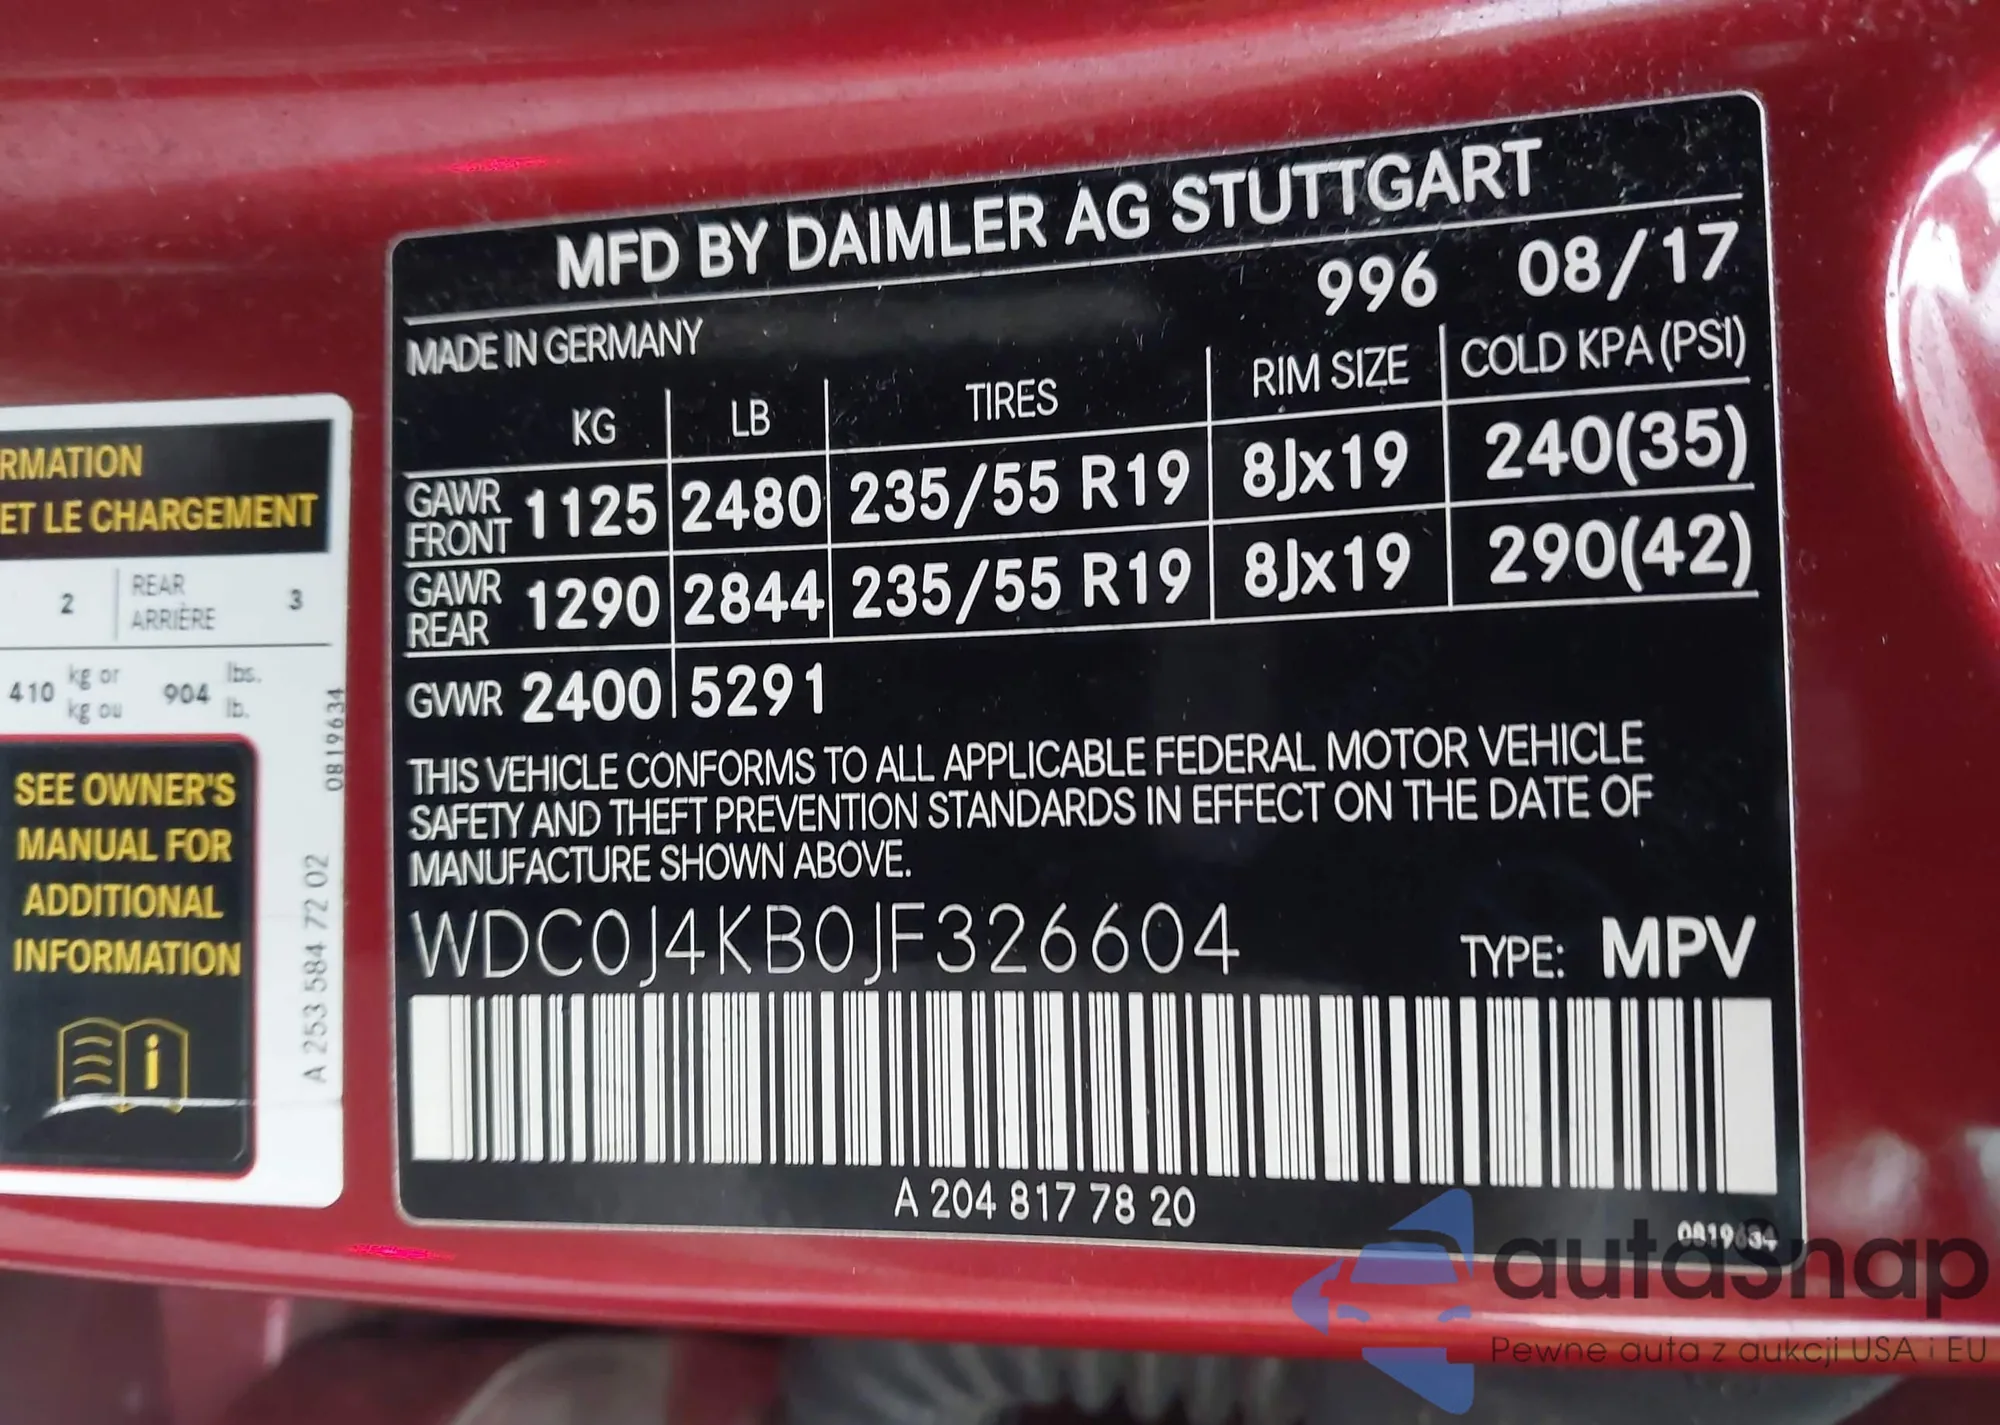 MFD BY DAIMLER AG STUTTGART
996 08/17
MADE IN GERMANY
KG LB TIRES RIM SIZE COLD KPA (PSI)
GAWR FRONT 1125 2480 235/55 R19 8Jx19 240(35)
GAWR REAR 1290 2844 235/55 R19 8Jx19 290(42)
GVWR 2400 5291
THIS VEHICLE CONFORMS TO ALL APPLICABLE FEDERAL MOTOR VEHICLE
SAFETY AND THEFT PREVENTION STANDARDS IN EFFECT ON THE DATE OF
MANUFACTURE SHOWN ABOVE.
WDC0J4KB0JF326604 TYPE: MPV
A 204 817 78 20
0819634
RMATION
ET LE CHARGEMENT
2 REAR ARRIÈRE 3
410 kg or kg ou 904 lbs. lb.
SEE OWNER'S
MANUAL FOR
ADDITIONAL
INFORMATION
i
A 253 584 72 02 0819634
autaSnap
Pewne auta z aukcji USA i EU